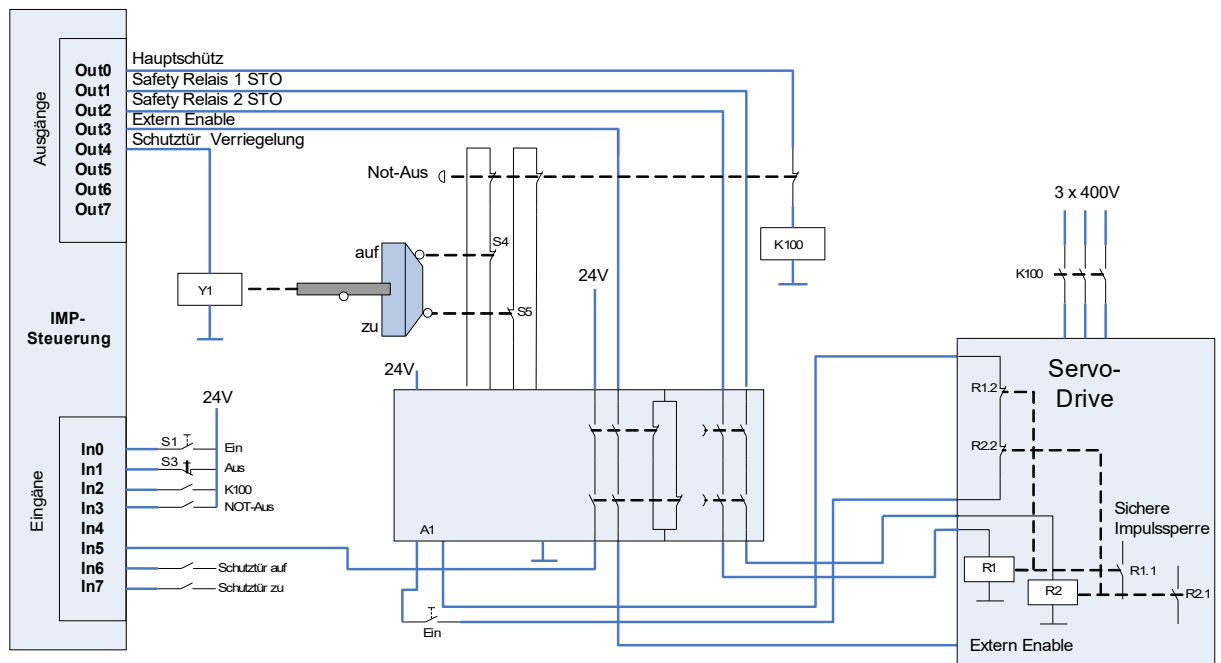 Hauptschütz
Out0
Safety Relais 1 STO
Out1
Safety Relais 2 STO
Out2
Extern Enable
Out3
Schutztür Verriegelung
Out4
Out5
Out6
Out7
Ausgänge
Not-Aus
3 x 400V
K100
S4
auf
24V
K100
Y1
S5
zu
IMP-
Steuerung
24V
Servo-
Drive
R1.2
24V
In0
S1
Ein
R2.2
In1
S3
Aus
In2
K100
In3
NOT-Aus
In4
In5
In6
Schutztür auf
In7
Schutztür zu
Eingäne
A1
Sichere
Impulssperre
R1
R1.1
R2
R2.1
Ein
Extern Enable